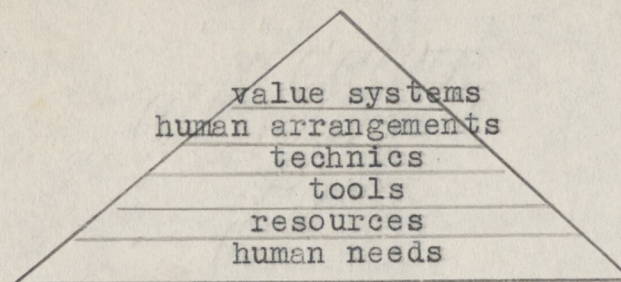 value systems
human arrangements
technics
tools
resources
human needs